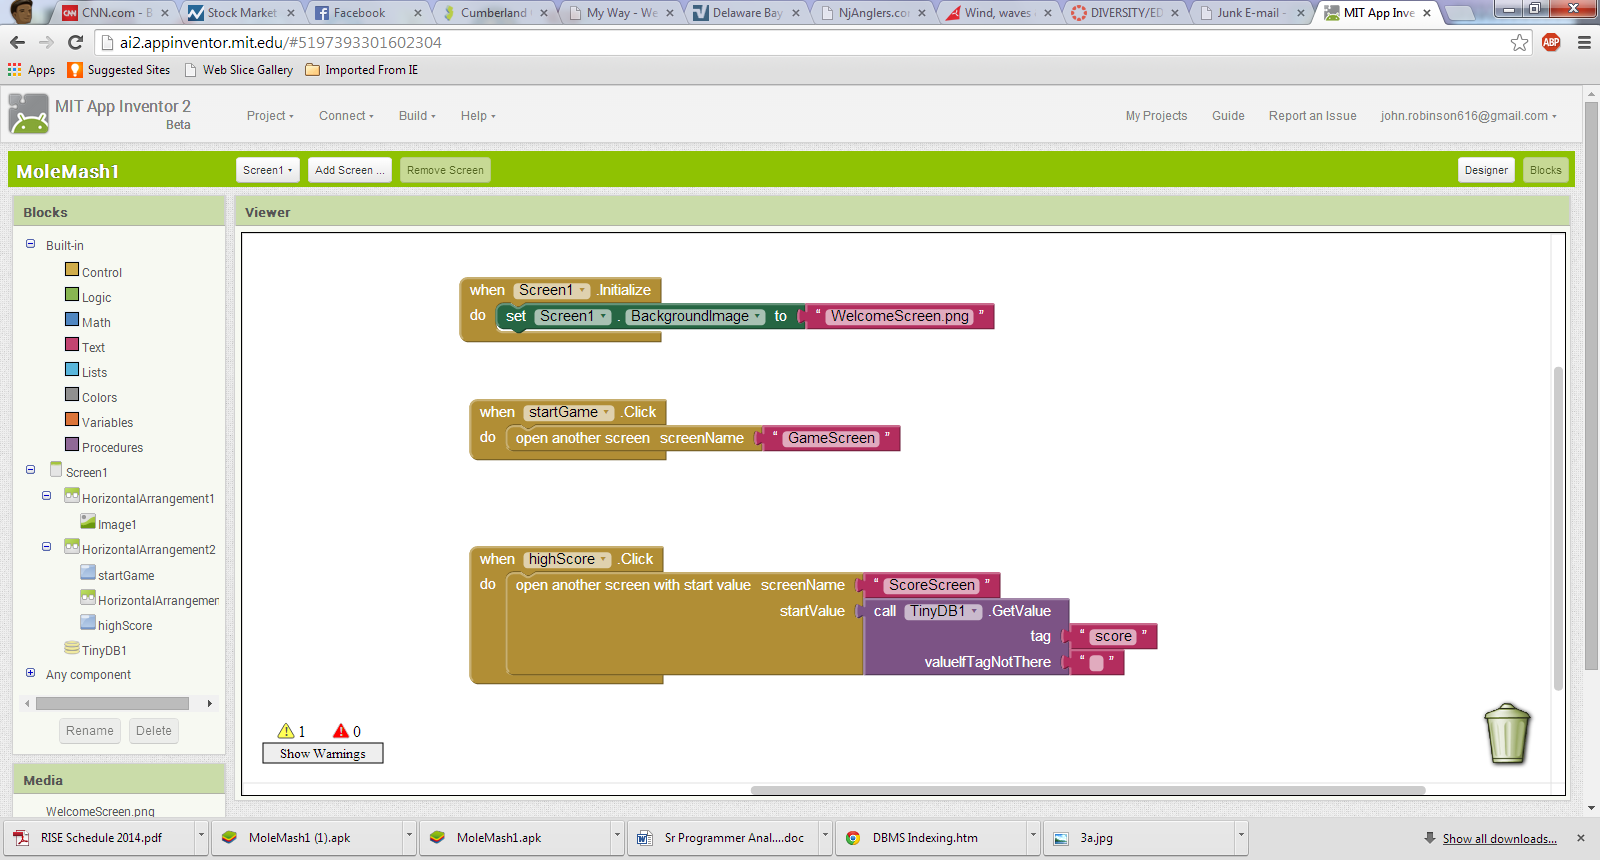 CNN.com - B
Stock Market
Facebook
Cumberland
My Way - We
Delaware Bay
NjAnglers.co
Wind, waves
DIVERSITY/ED
Junk E-mail -
MIT App Inve
ai2.appinventor.mit.edu/#5197393301602304
ABP
Apps
Suggested Sites
Web Slice Gallery
Imported From IE
MIT App Inventor 2
Beta
Project
Connect
Build
Help
My Projects
Guide
Report an Issue
john.robinson616@gmail.com
MoleMash1
Screen1
Add Screen ...
Remove Screen
Designer
Blocks
Blocks
Viewer
Built-in
Control
Logic
Math
Text
Lists
Colors
Variables
Procedures
Screen1
HorizontalArrangement1
Image1
HorizontalArrangement2
startGame
HorizontalArrangemen
highScore
TinyDB1
Any component
Rename
Delete
Media
WelcomeScreen.png
when Screen1 .Initialize
do set Screen1 . BackgroundImage to " WelcomeScreen.png "
when startGame .Click
do open another screen screenName " GameScreen "
when highScore .Click
do open another screen with start value screenName " ScoreScreen "
startValue call TinyDB1 .GetValue
tag " score "
valueIfTagNotThere " "
1 0
Show Warnings
RISE Schedule 2014.pdf
MoleMash1 (1).apk
MoleMash1.apk
Sr Programmer Anal....doc
DBMS Indexing.htm
3a.jpg
Show all downloads...